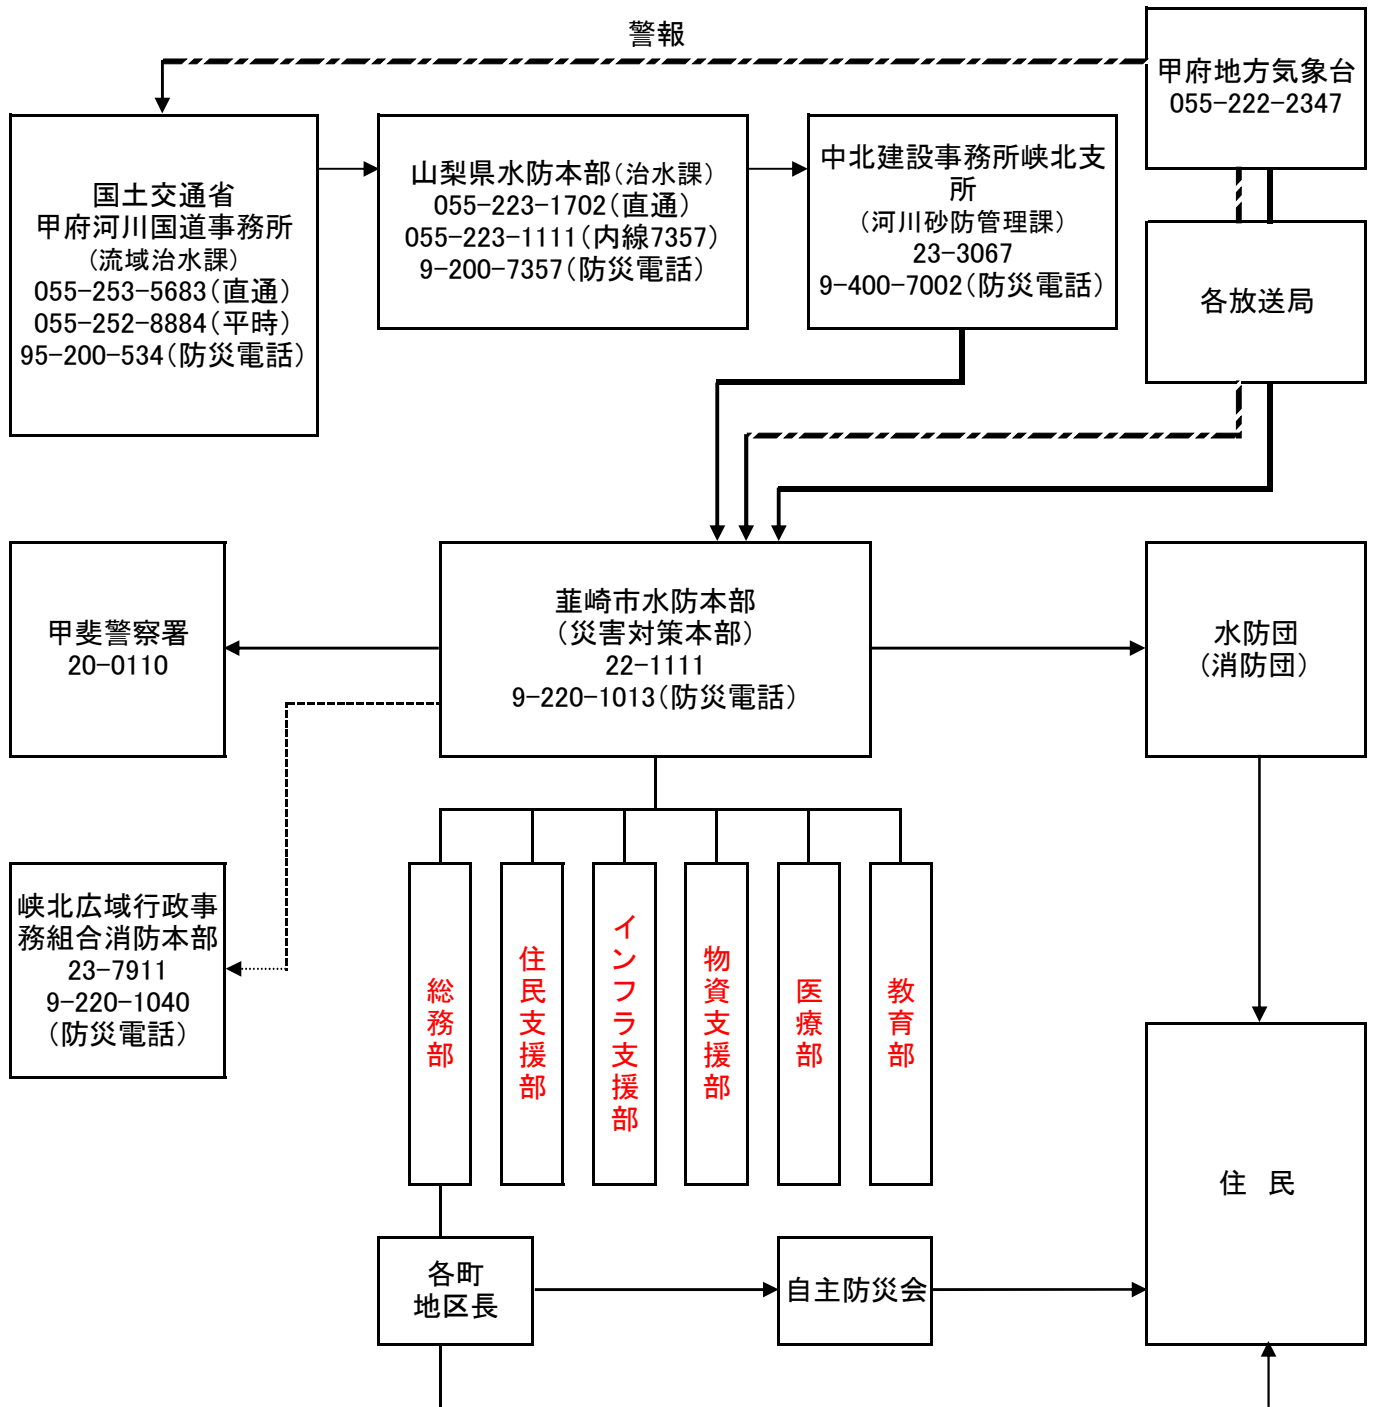 警報
甲府地方気象台
055-222-2347
国土交通省
甲府河川国道事務所
(流域治水課)
055-253-5683(直通)
055-252-8884(平時)
95-200-534(防災電話)
山梨県水防本部(治水課)
055-223-1702(直通)
055-223-1111(内線7357)
9-200-7357(防災電話)
中北建設事務所峡北支
所
(河川砂防管理課)
23-3067
9-400-7002(防災電話)
各放送局
甲斐警察署
20-0110
韮崎市水防本部
(災害対策本部)
22-1111
9-220-1013(防災電話)
水防団
(消防団)
峡北広域行政事
務組合消防本部
23-7911
9-220-1040
(防災電話)
総務部
住民支援部
インフラ支援部
物資支援部
医療部
教育部
住 民
各町
地区長
自主防災会